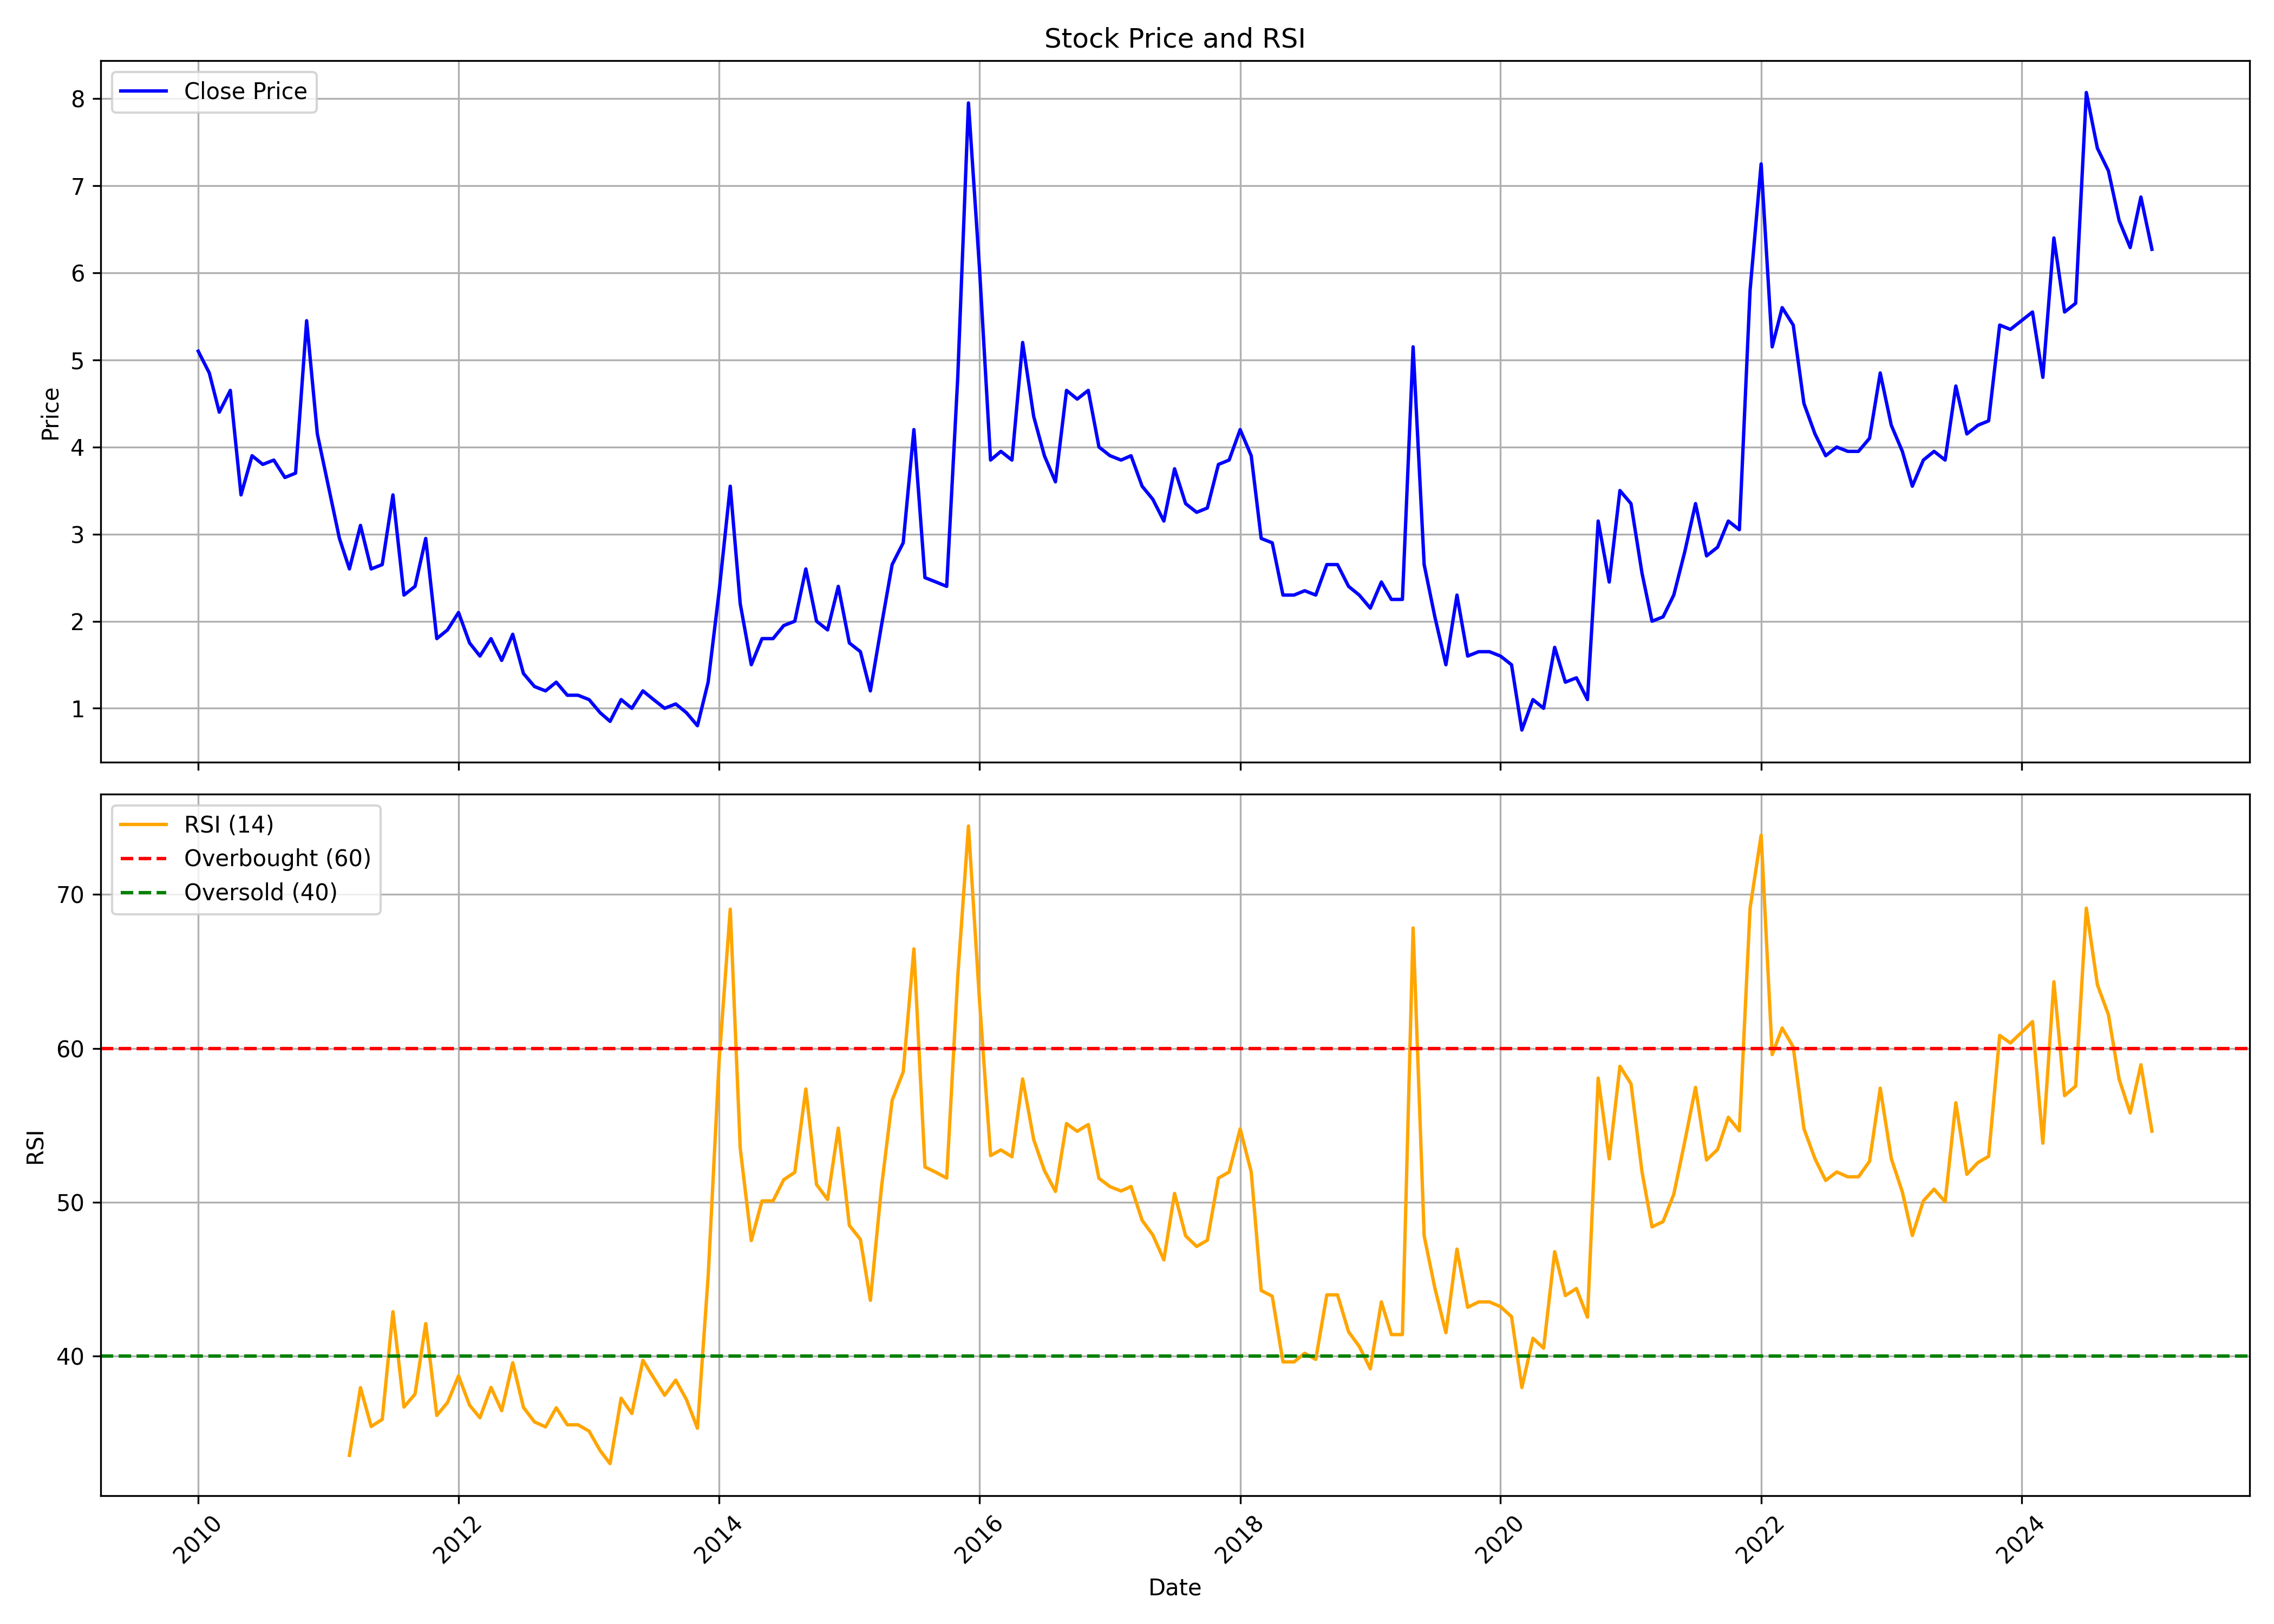 Stock Price and RSI
Close Price
8
7
6
5
4
3
2
1
Price
RSI (14)
Overbought (60)
Oversold (40)
70
60
50
40
RSI
2010
2012
2014
2016
2018
2020
2022
2024
Date